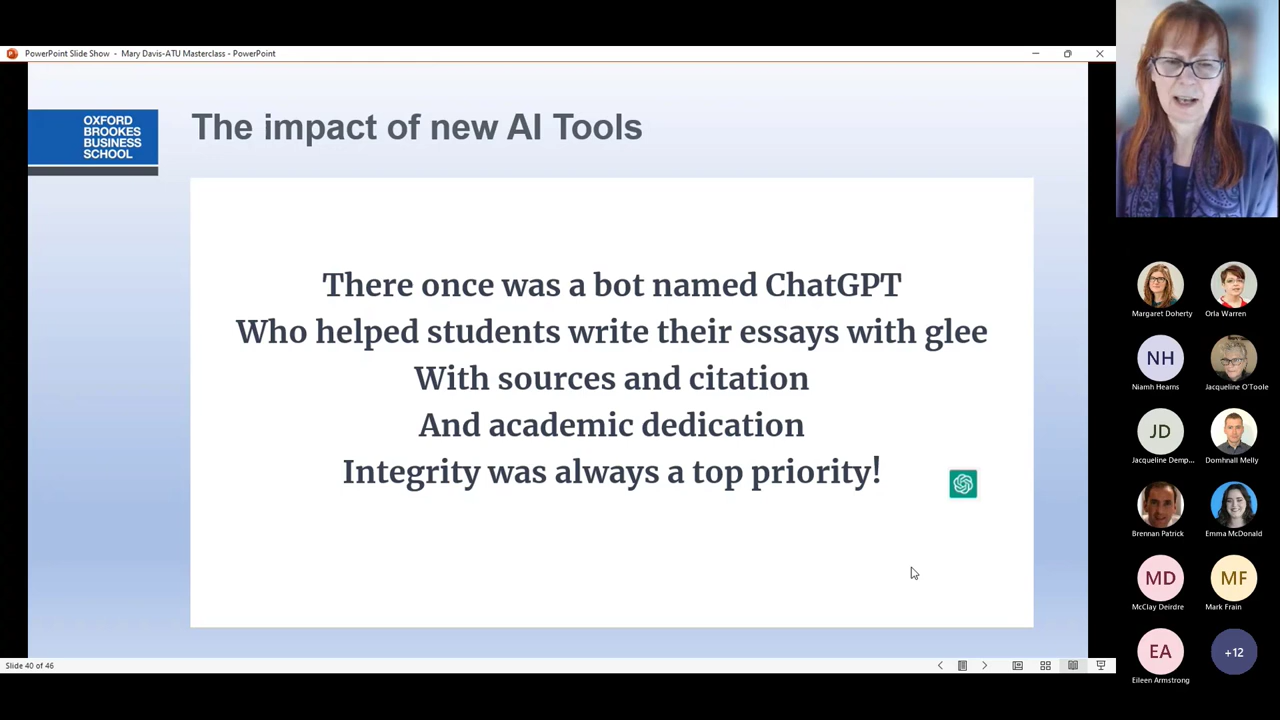 PowerPoint Slide Show - Mary Davis-ATU Masterclass - PowerPoint
OXFORD
BROOKES
BUSINESS
SCHOOL
The impact of new AI Tools
There once was a bot named ChatGPT
Who helped students write their essays with glee
With sources and citation
And academic dedication
Integrity was always a top priority!
Slide 40 of 46
Margaret Doherty
Orla Warren
NH
Niamh Hearns
Jacqueline O'Toole
JD
Jacqueline Demp...
Domhnall Melly
Brennan Patrick
Emma McDonald
MD
McClay Deirdre
MF
Mark Frain
EA
Eileen Armstrong
+12